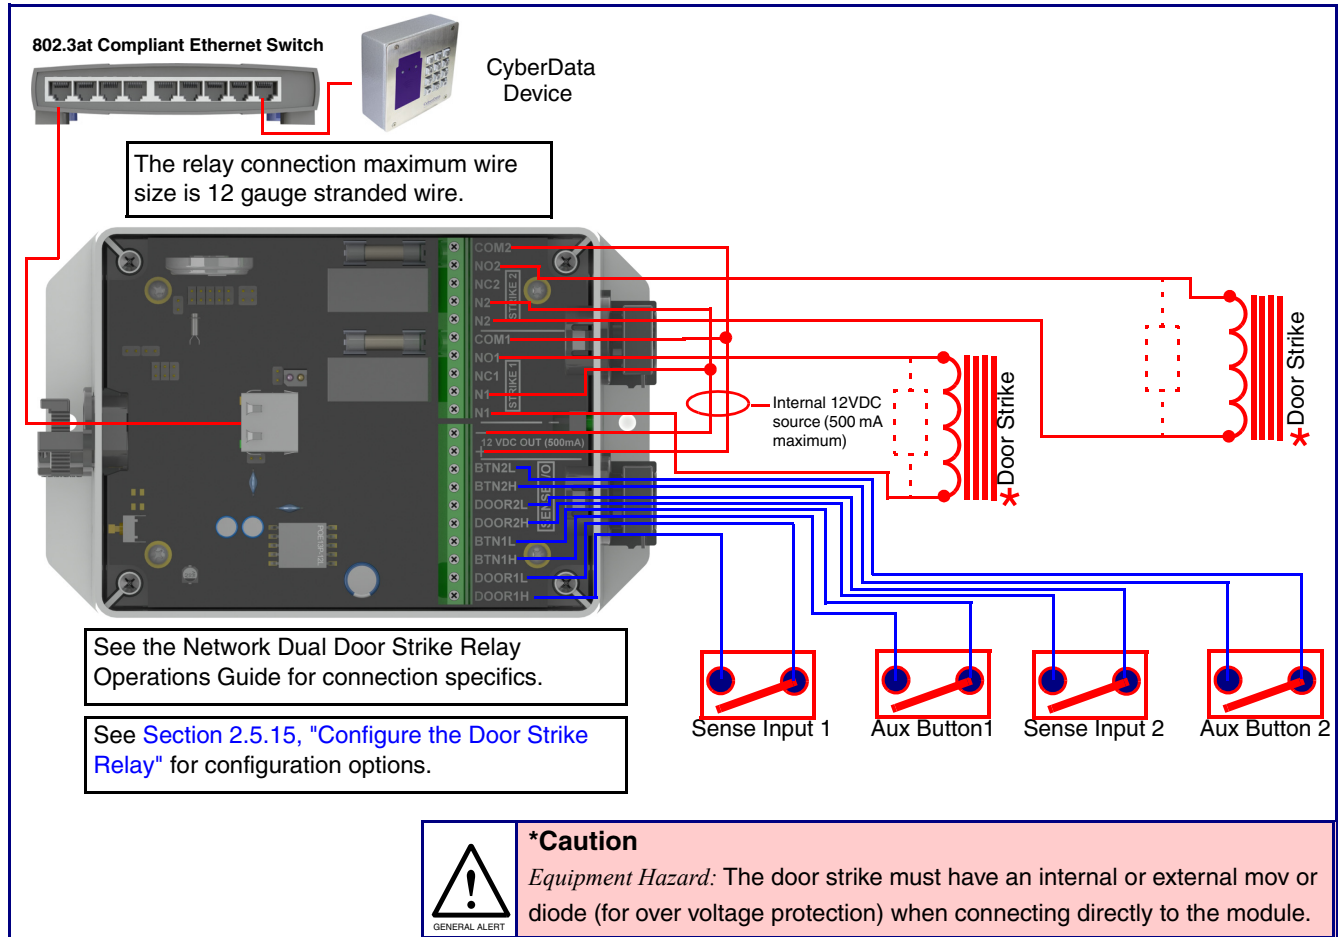 802.3at Compliant Ethernet Switch
CyberData
Device
The relay connection maximum wire
size is 12 gauge stranded wire.
COM2
NO2
NC2
N2
N2
STRIKE 2
COM1
NO1
NC1
N1
N1
STRIKE 1
-
12 VDC OUT (500mA)
+
BTN2L
BTN2H
DOOR2L
DOOR2H
BTN1L
BTN1H
DOOR1L
DOOR1H
Internal 12VDC
source (500 mA
maximum)
*Door Strike
*Door Strike
See the Network Dual Door Strike Relay
Operations Guide for connection specifics.
See Section 2.5.15, "Configure the Door Strike
Relay" for configuration options.
Sense Input 1
Aux Button1
Sense Input 2
Aux Button 2
GENERAL ALERT
*Caution
Equipment Hazard: The door strike must have an internal or external mov or
diode (for over voltage protection) when connecting directly to the module.